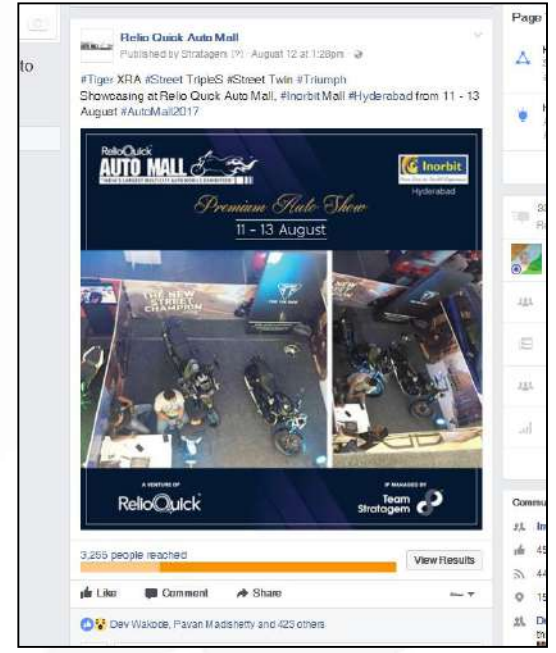 Page
to
Relio Quick Auto Mall
Published by Stratagem [?] · August 12 at 1:28pm ·
#Tiger XRA #Street TripleS #Street Twin #Triumph
Showcasing at Relio Quick Auto Mall, #Inorbit Mall #Hyderabad from 11 - 13
August #AutoMall2017
RelioQuick
AUTO MALL
Inorbit
Hyderabad
Premium Auto Show
11 - 13 August
THE NEW
STREET
CHAMPION
A VENTURE OF
RelioQuick
IP MANAGED BY
Team
Stratagem
3,255 people reached
View Results
Like Comment Share
Dev Wakode, Pavan Madishetty and 423 others
Commu